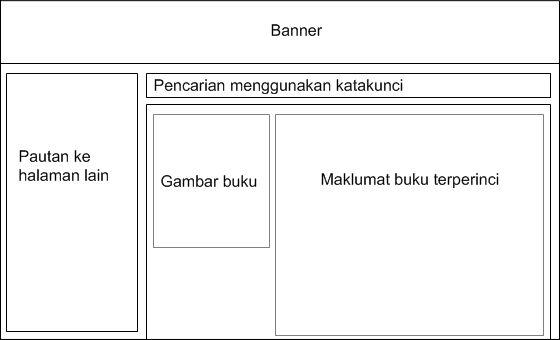 Banner
Pencarian menggunakan katakunci
Pautan ke
halaman lain
Gambar buku
Maklumat buku terperinci